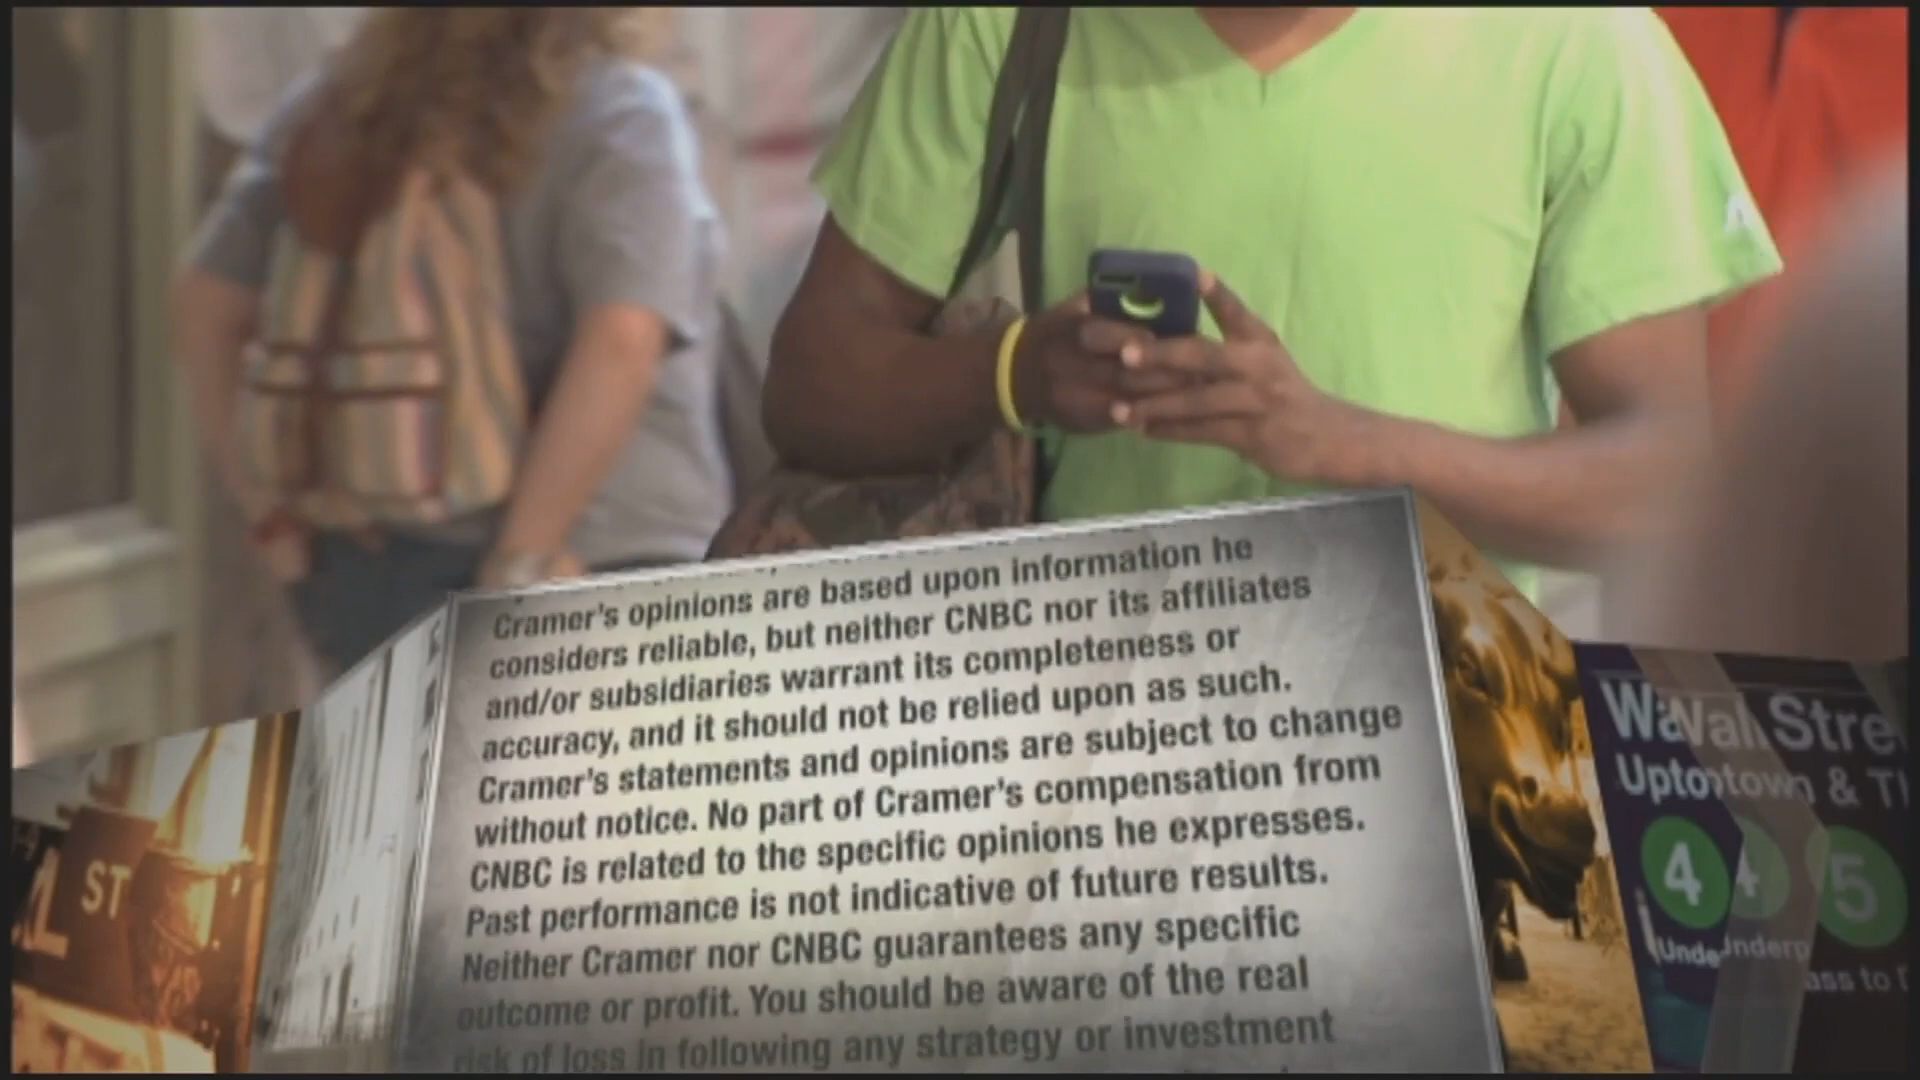 Cramer's opinions are based upon information he
considers reliable, but neither CNBC nor its affiliates
and/or subsidiaries warrant its completeness or
accuracy, and it should not be relied upon as such.
Cramer's statements and opinions are subject to change
without notice. No part of Cramer's compensation from
CNBC is related to the specific opinions he expresses.
Past performance is not indicative of future results.
Neither Cramer nor CNBC guarantees any specific
outcome or profit. You should be aware of the real
risk of loss in following any strategy or investment
ST
Wall Stre
Uptown & T
4 5
Underp
ass to